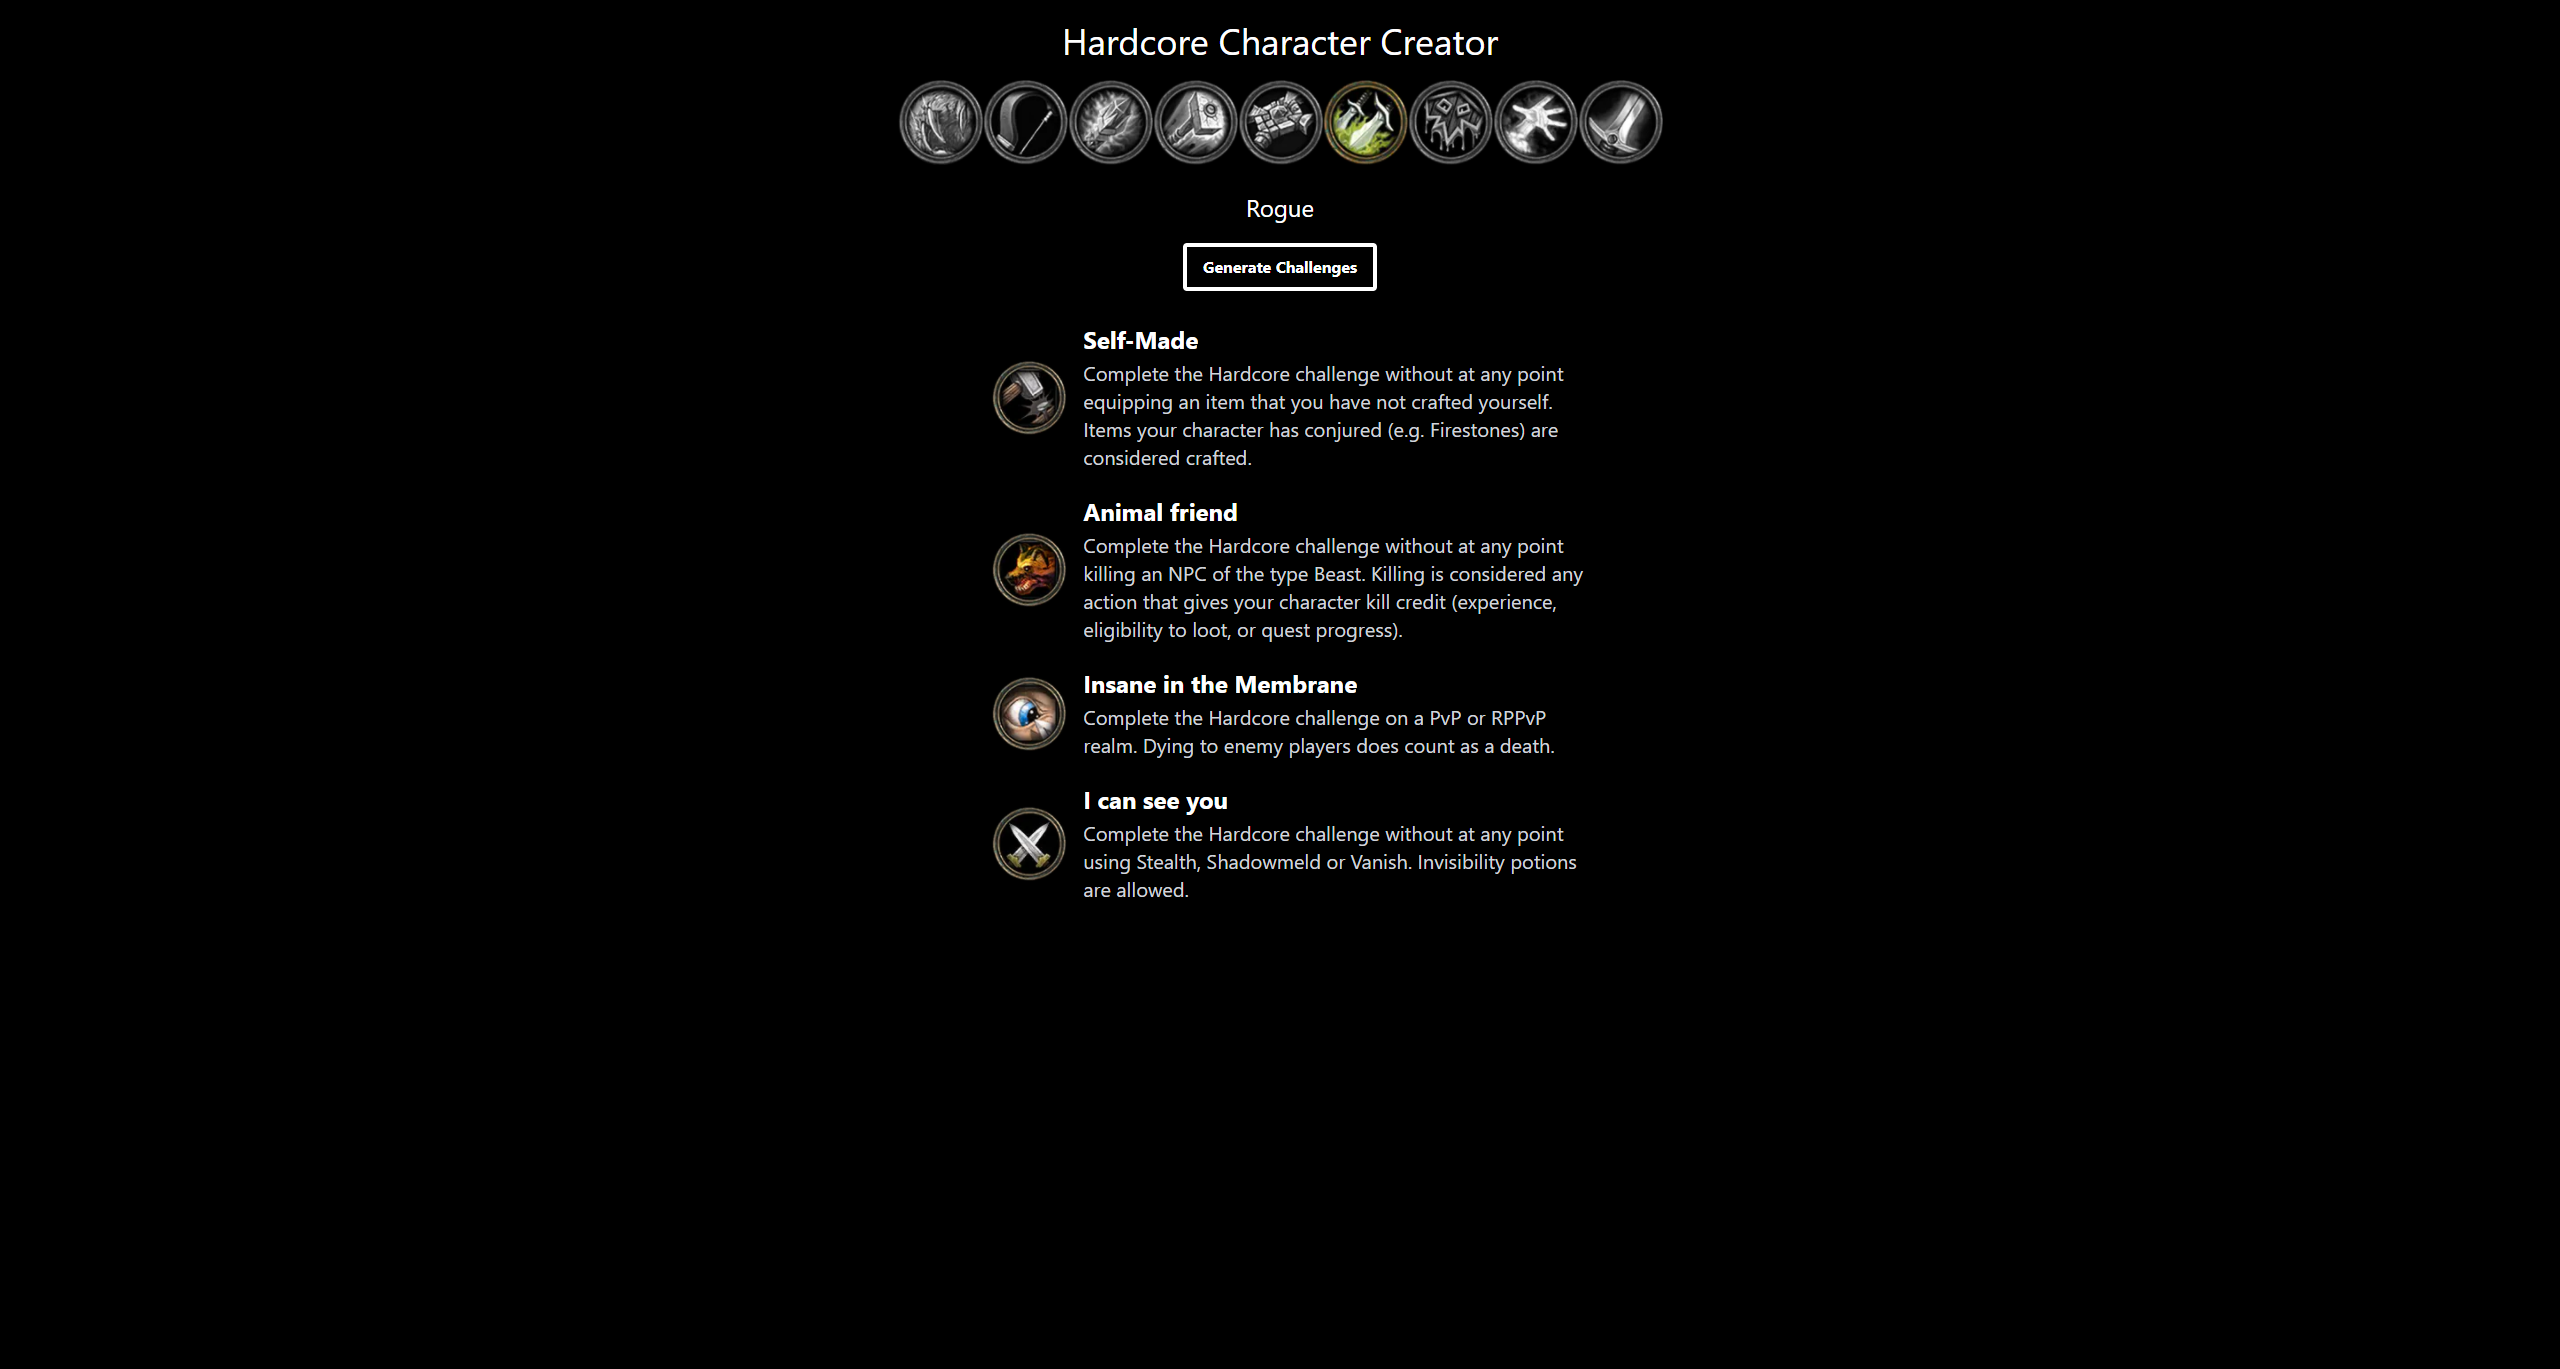 Hardcore Character Creator
Rogue
Generate Challenges
Self-Made
Complete the Hardcore challenge without at any point
equipping an item that you have not crafted yourself.
Items your character has conjured (e.g. Firestones) are
considered crafted.
Animal friend
Complete the Hardcore challenge without at any point
killing an NPC of the type Beast. Killing is considered any
action that gives your character kill credit (experience,
eligibility to loot, or quest progress).
Insane in the Membrane
Complete the Hardcore challenge on a PvP or RPPvP
realm. Dying to enemy players does count as a death.
I can see you
Complete the Hardcore challenge without at any point
using Stealth, Shadowmeld or Vanish. Invisibility potions
are allowed.